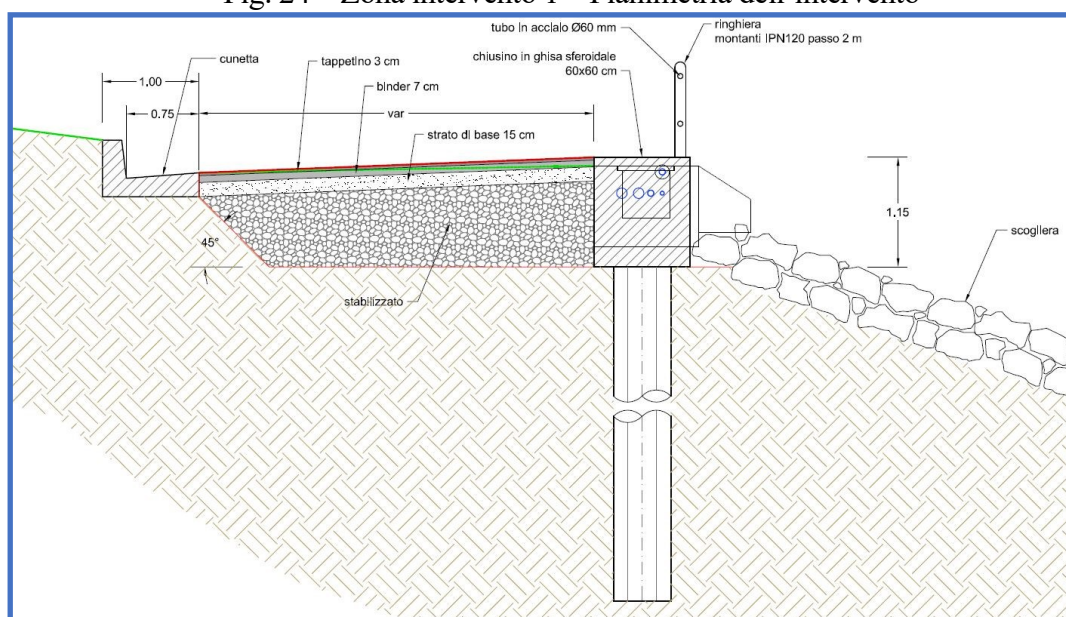 Fig. 24 – Zona intervento 1 – Planimetria dell'intervento
tubo in acciaio Ø60 mm
ringhiera
montanti IPN120 passo 2 m
chiusino in ghisa sferoidale
60x60 cm
cunetta
tappetino 3 cm
1.00
binder 7 cm
0.75
var
strato di base 15 cm
1.15
45°
scogliera
stabilizzato